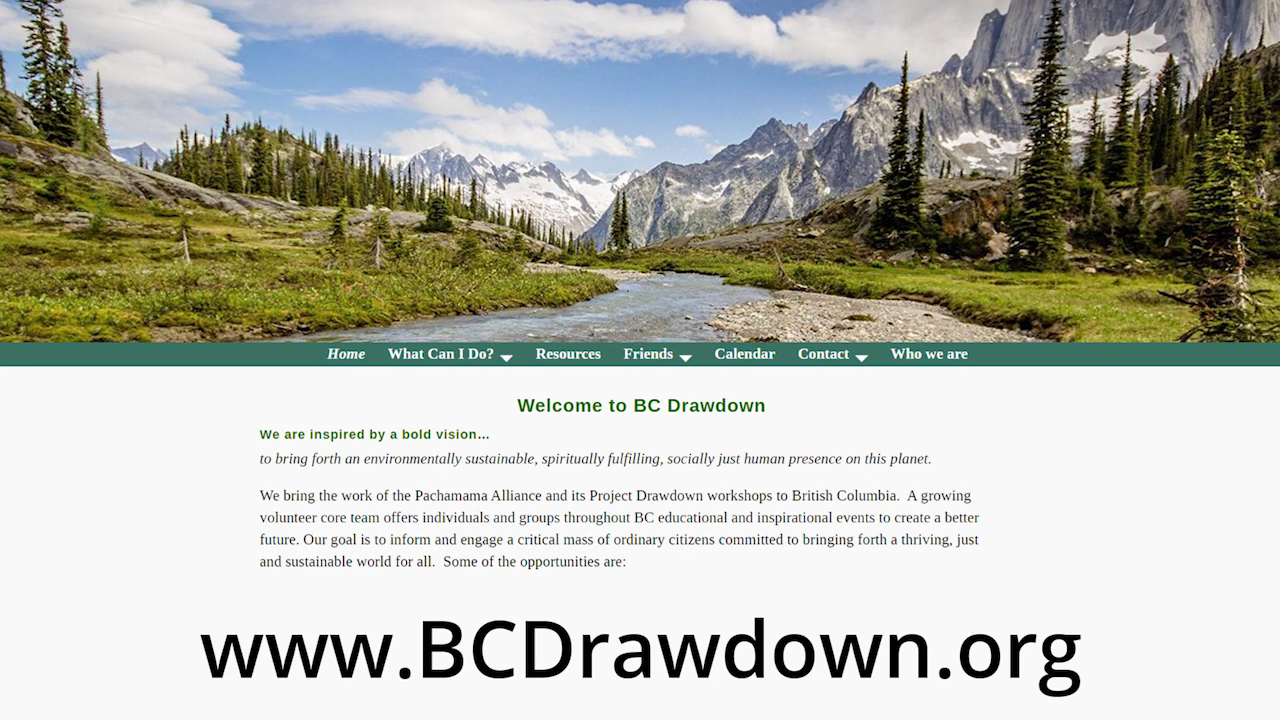 Home What Can I Do? Resources Friends Calendar Contact Who we are
Welcome to BC Drawdown
We are inspired by a bold vision...
to bring forth an environmentally sustainable, spiritually fulfilling, socially just human presence on this planet.
We bring the work of the Pachamama Alliance and its Project Drawdown workshops to British Columbia.  A growing
volunteer core team offers individuals and groups throughout BC educational and inspirational events to create a better
future. Our goal is to inform and engage a critical mass of ordinary citizens committed to bringing forth a thriving, just
and sustainable world for all.  Some of the opportunities are:
www.BCDrawdown.org